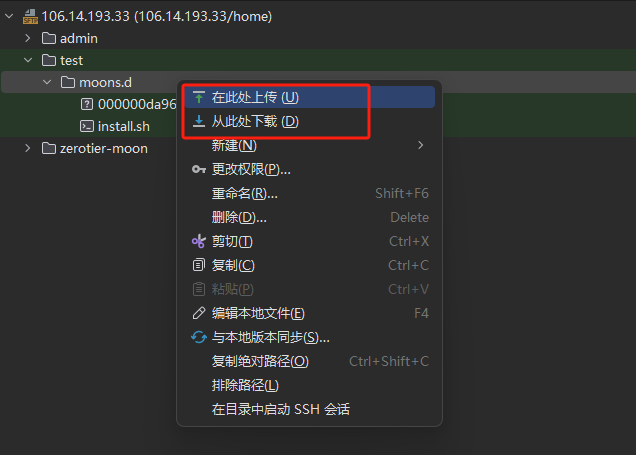 106.14.193.33 (106.14.193.33/home)
admin
test
moons.d
000000da96
install.sh
zerotier-moon
在此处上传 (U)
从此处下载 (D)
新建(N)
更改权限(P)...
重命名(R)... Shift+F6
删除(D)... Delete
剪切(T) Ctrl+X
复制(C) Ctrl+C
粘贴(P) Ctrl+V
编辑本地文件(E) F4
与本地版本同步(S)...
复制绝对路径(O) Ctrl+Shift+C
排除路径(L)
在目录中启动 SSH 会话